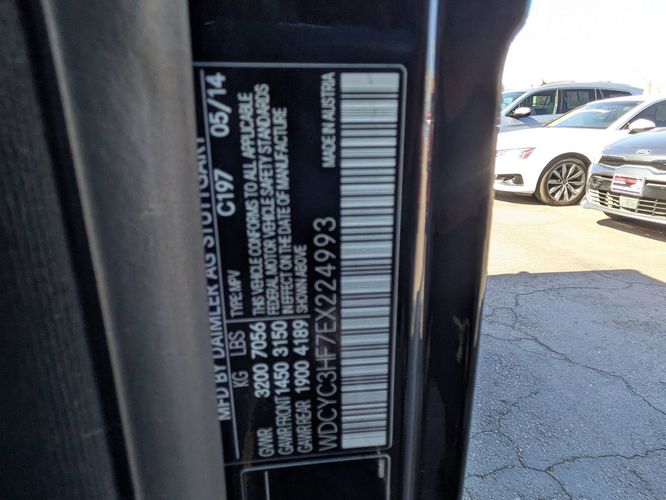 MFD BY DAIMLER AG STUTTGART
C197 05/14
KG LBS TYPE: MPV
GVWR 3200 7056 THIS VEHICLE CONFORMS TO ALL APPLICABLE
GAWR FRONT 1450 3150 FEDERAL MOTOR VEHICLE SAFETY STANDARDS
GAWR REAR 1900 4189 IN EFFECT ON THE DATE OF MANUFACTURE
SHOWN ABOVE
WDCYC3HF7EX224993 MADE IN AUSTRIA